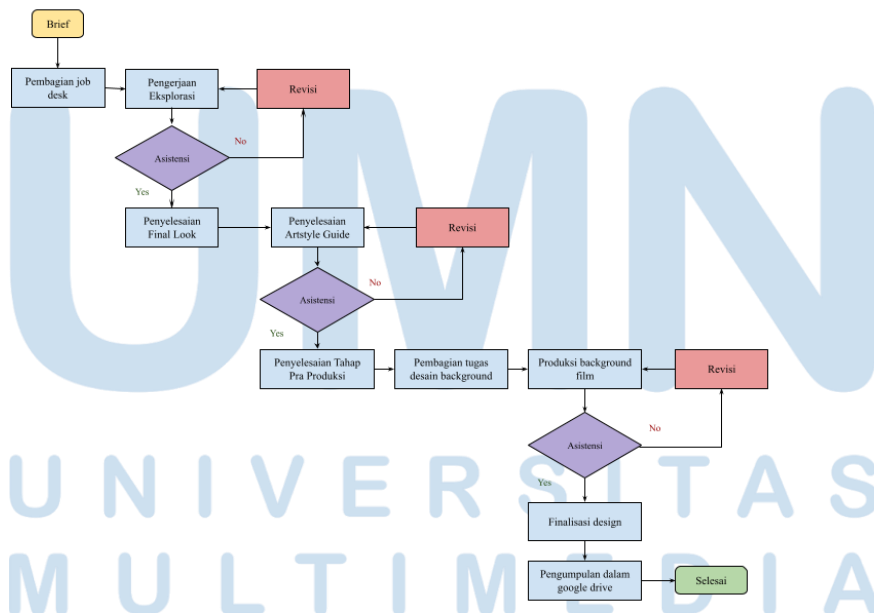 Brief
Pembagian job
desk
Pengerjaan
Eksplorasi
Revisi
No
Asistensi
Yes
Penyelesaian
Final Look
Penyelesaian
Artstyle Guide
Revisi
No
Asistensi
Yes
Penyelesaian Tahap
Pra Produksi
Pembagian tugas
desain background
Produksi background
film
Revisi
No
Asistensi
Yes
Finalisasi design
Pengumpulan dalam
google drive
Selesai
UMN
UNIVERSITAS
MULTIMEDIA